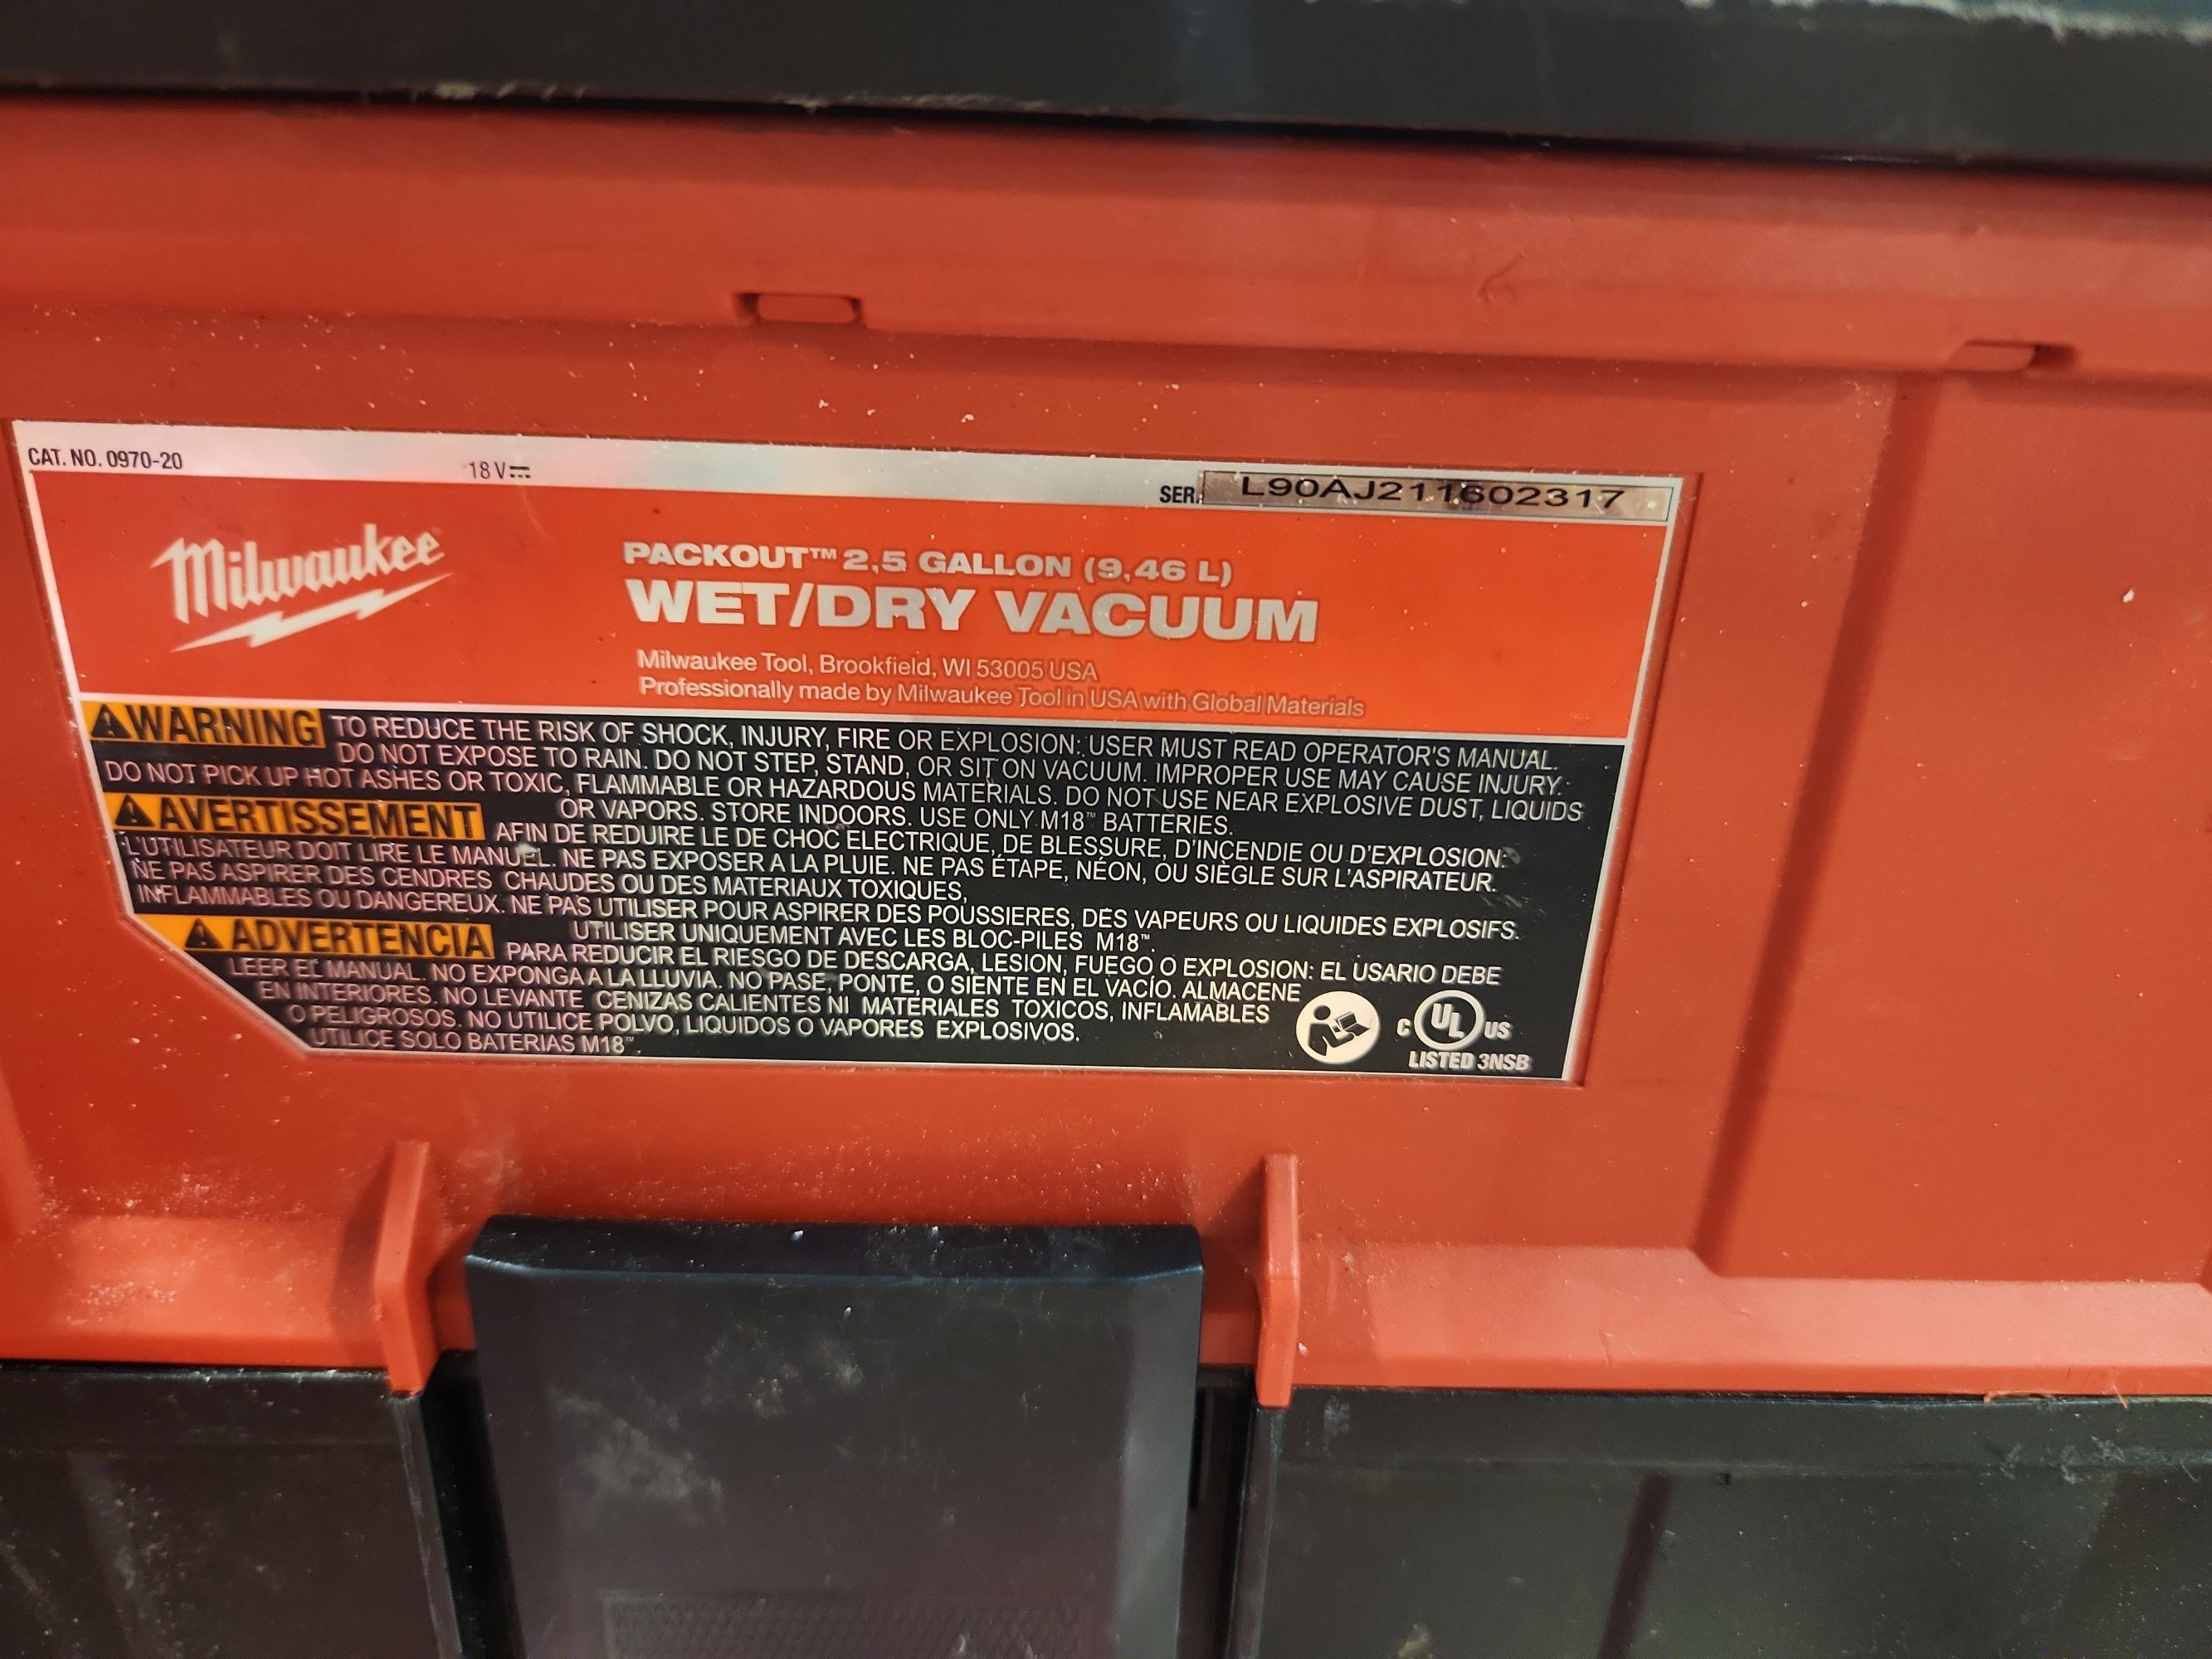 CAT. NO. 0970-20 18 V SER. L90AJ211602317
Milwaukee
PACKOUT™ 2,5 GALLON (9,46 L)
WET/DRY VACUUM
Milwaukee Tool, Brookfield, WI 53005 USA
Professionally made by Milwaukee Tool in USA with Global Materials
WARNING TO REDUCE THE RISK OF SHOCK, INJURY, FIRE OR EXPLOSION: USER MUST READ OPERATOR'S MANUAL.
DO NOT EXPOSE TO RAIN. DO NOT STEP, STAND, OR SIT ON VACUUM. IMPROPER USE MAY CAUSE INJURY.
DO NOT PICK UP HOT ASHES OR TOXIC, FLAMMABLE OR HAZARDOUS MATERIALS. DO NOT USE NEAR EXPLOSIVE DUST, LIQUIDS
OR VAPORS. STORE INDOORS. USE ONLY M18™ BATTERIES.
AVERTISSEMENT AFIN DE REDUIRE LE DE CHOC ELECTRIQUE, DE BLESSURE, D'INCENDIE OU D'EXPLOSION:
L'UTILISATEUR DOIT LIRE LE MANUEL. NE PAS EXPOSER A LA PLUIE. NE PAS ÉTAPE, NÉON, OU SIÈGLE SUR L'ASPIRATEUR.
NE PAS ASPIRER DES CENDRES CHAUDES OU DES MATERIAUX TOXIQUES,
INFLAMMABLES OU DANGEREUX. NE PAS UTILISER POUR ASPIRER DES POUSSIERES, DES VAPEURS OU LIQUIDES EXPLOSIFS.
UTILISER UNIQUEMENT AVEC LES BLOC-PILES M18™.
ADVERTENCIA PARA REDUCIR EL RIESGO DE DESCARGA, LESION, FUEGO O EXPLOSION: EL USARIO DEBE
LEER EL MANUAL. NO EXPONGA A LA LLUVIA. NO PASE, PONTE, O SIENTE EN EL VACÍO. ALMACENE
EN INTERIORES. NO LEVANTE CENIZAS CALIENTES NI MATERIALES TOXICOS, INFLAMABLES
O PELIGROSOS. NO UTILICE POLVO, LIQUIDOS O VAPORES EXPLOSIVOS.
UTILICE SOLO BATERIAS M18™.
C UL US
LISTED 3NSB